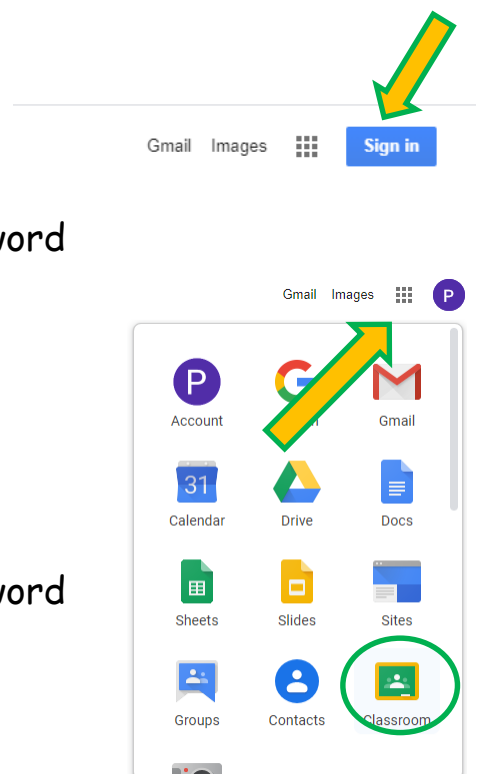 Gmail Images Sign in
word
Gmail Images P
P
Account Gmail
31
Calendar Drive Docs
Sheets Slides Sites
word
Groups Contacts Classroom